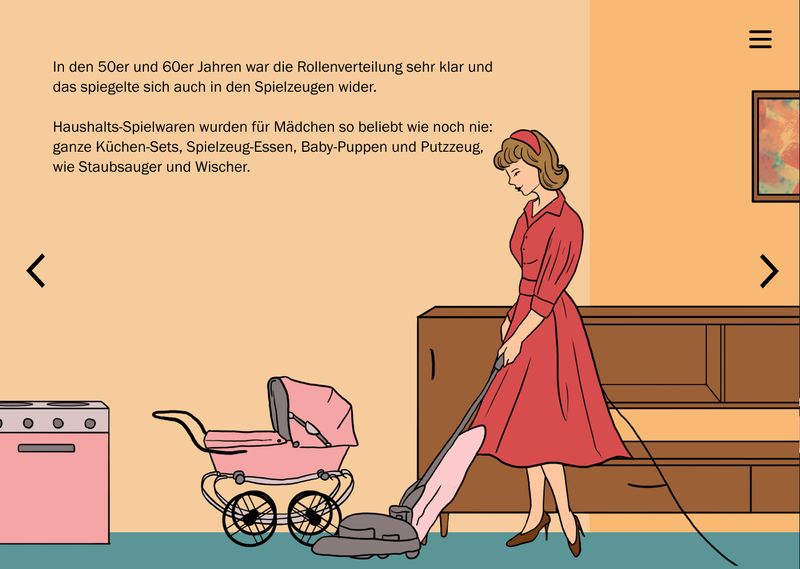 In den 50er und 60er Jahren war die Rollenverteilung sehr klar und
das spiegelte sich auch in den Spielzeugen wider.
Haushalts-Spielwaren wurden für Mädchen so beliebt wie noch nie:
ganze Küchen-Sets, Spielzeug-Essen, Baby-Puppen und Putzzeug,
wie Staubsauger und Wischer.